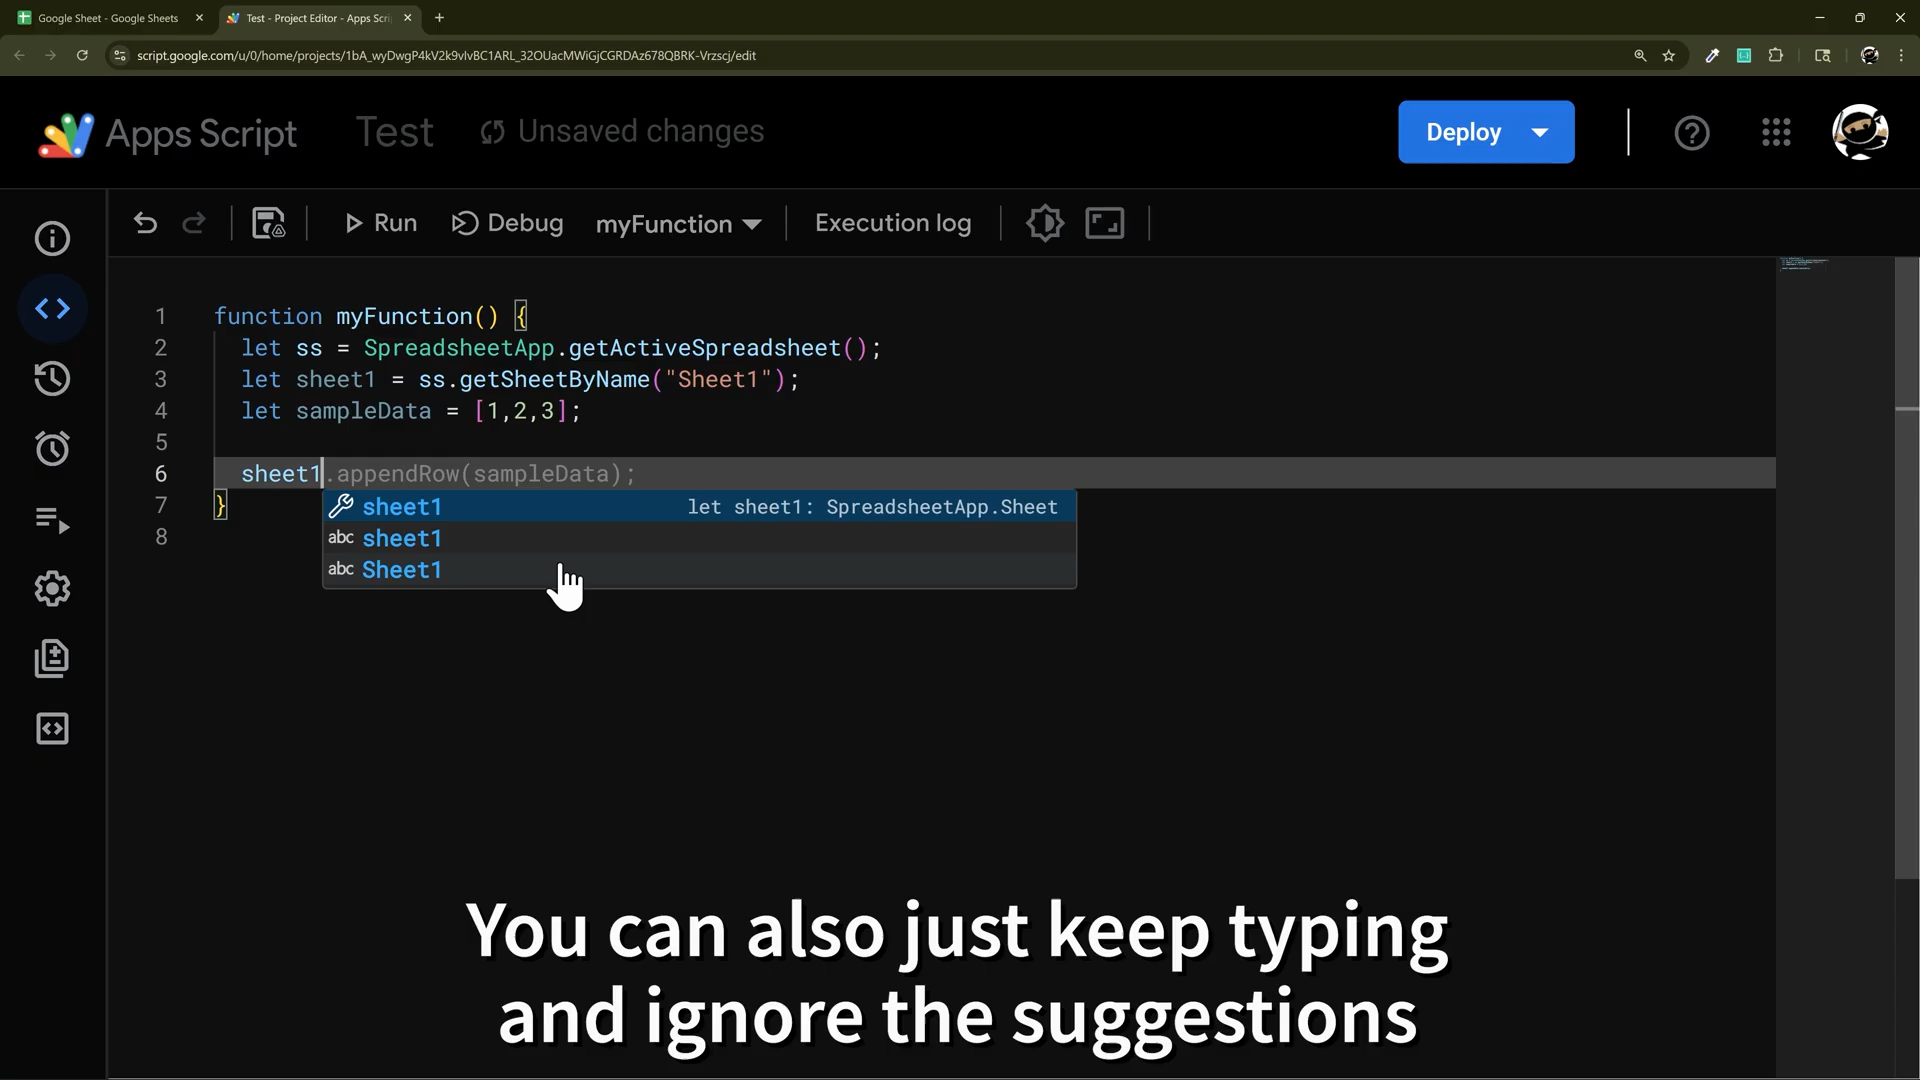 Google Sheet - Google Sheets
Test - Project Editor - Apps Scri
script.google.com/u/0/home/projects/1bA_wyDwgP4kV2k9vlvBC1ARL_32OUacMWiGjCGRDAz678QBRK-Vrzscj/edit
Apps Script Test Unsaved changes Deploy
Run Debug myFunction Execution log
1 function myFunction() {
2 let ss = SpreadsheetApp.getActiveSpreadsheet();
3 let sheet1 = ss.getSheetByName("Sheet1");
4 let sampleData = [1,2,3];
5
6 sheet1.appendRow(sampleData);
7 }
sheet1 let sheet1: SpreadsheetApp.Sheet
8
abc sheet1
abc Sheet1
You can also just keep typing
and ignore the suggestions